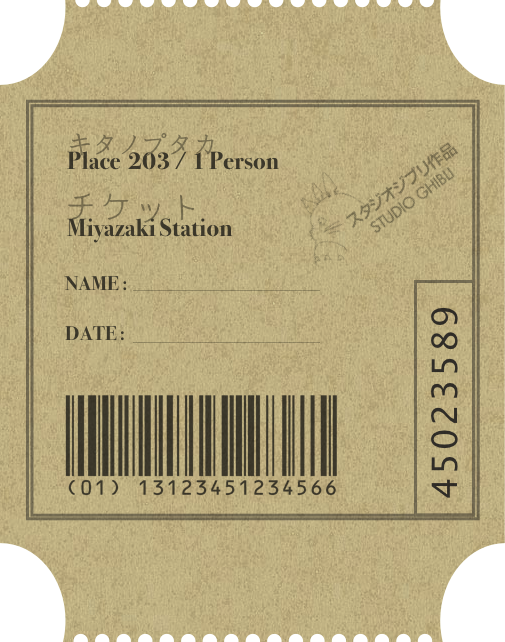 キタノプタカ
Place 203 / 1 Person
チケット
Miyazaki Station
スタジオジブリ作品
STUDIO GHIBLI
NAME:
DATE:
45023589
(01) 13123451234566